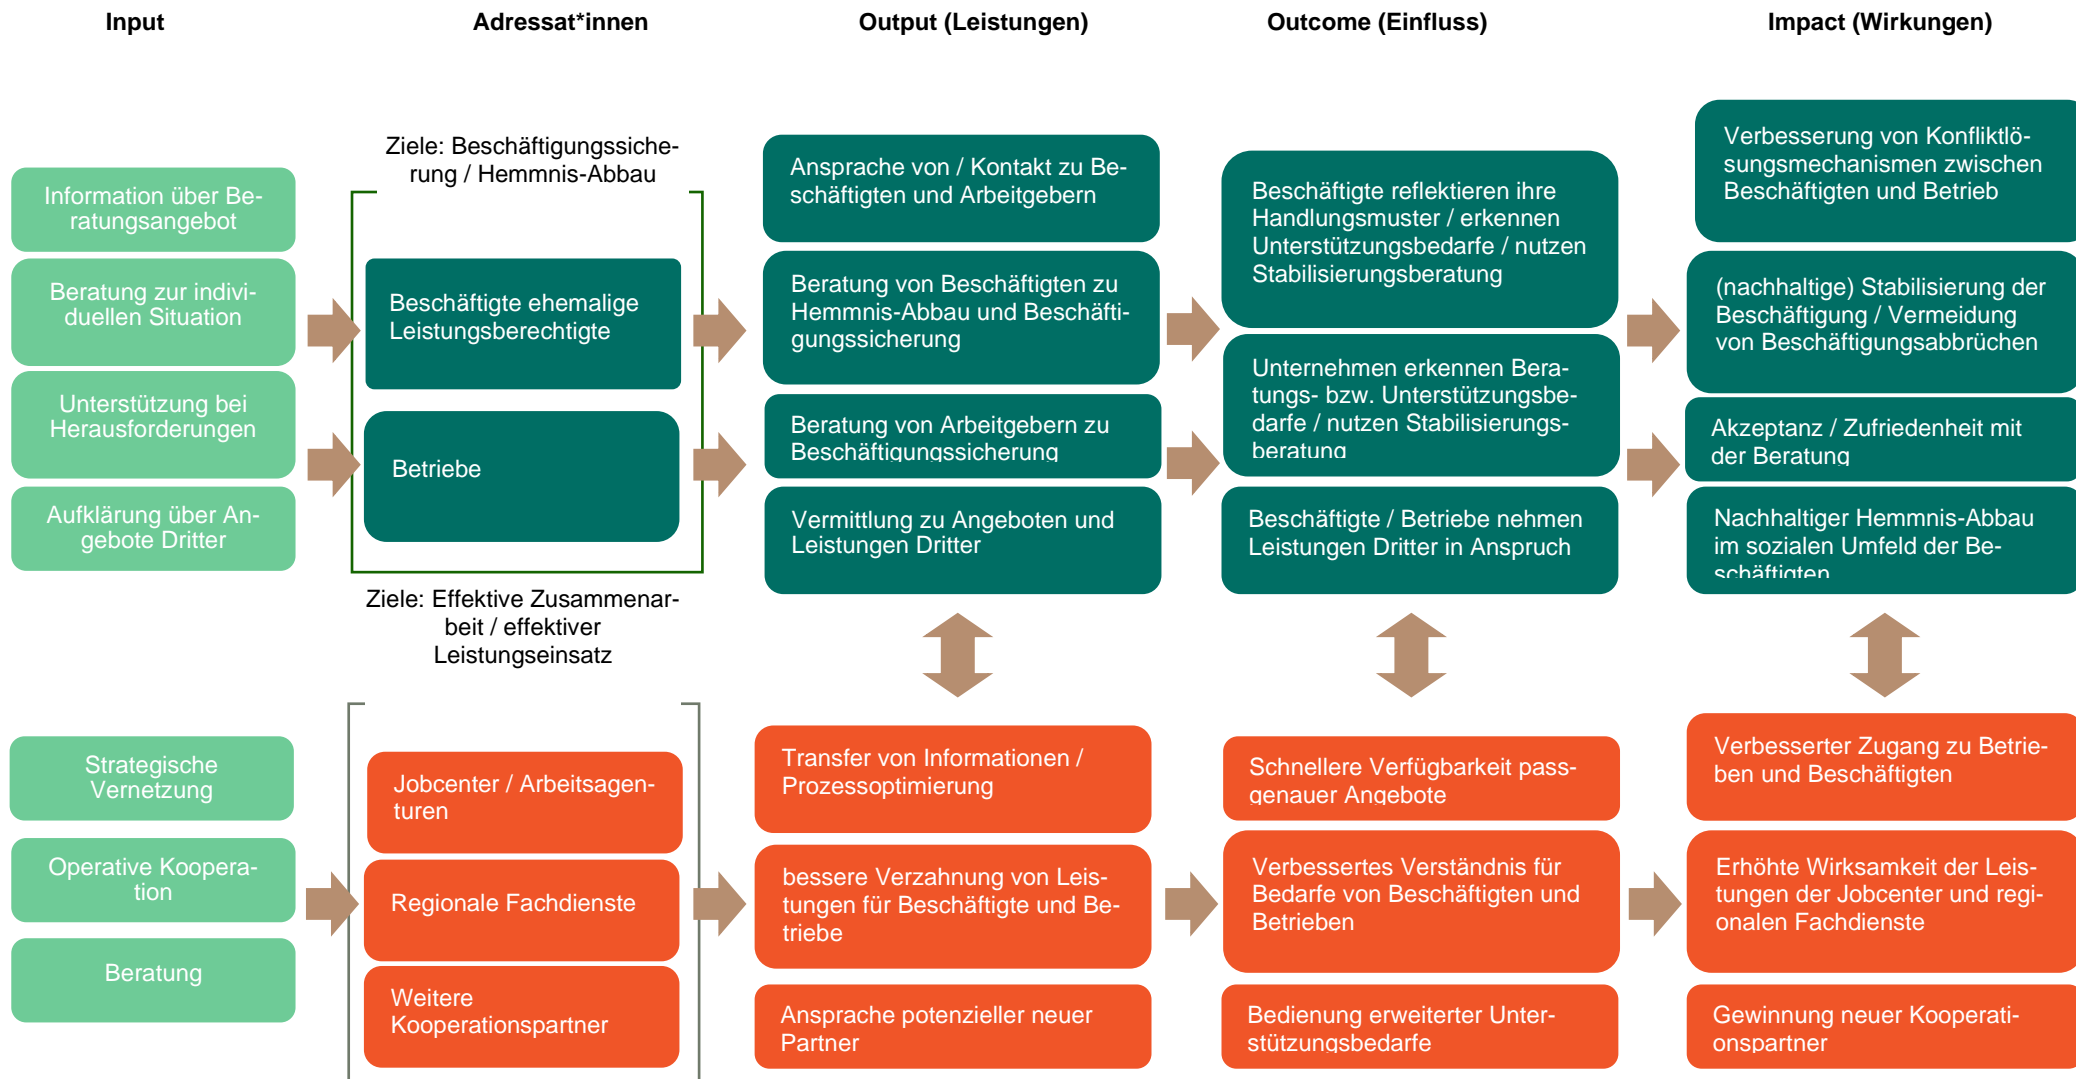 Input
Adressat*innen
Output (Leistungen)
Outcome (Einfluss)
Impact (Wirkungen)
Information über Be-
ratungsangebot
Beratung zur indivi-
duellen Situation
Unterstützung bei
Herausforderungen
Aufklärung über An-
gebote Dritter
Ziele: Beschäftigungssiche-
rung / Hemmnis-Abbau
Beschäftigte ehemalige
Leistungsberechtigte
Betriebe
Ansprache von / Kontakt zu Be-
schäftigten und Arbeitgebern
Beratung von Beschäftigten zu
Hemmnis-Abbau und Beschäfti-
gungssicherung
Beratung von Arbeitgebern zu
Beschäftigungssicherung
Vermittlung zu Angeboten und
Leistungen Dritter
Beschäftigte reflektieren ihre
Handlungsmuster / erkennen
Unterstützungsbedarfe / nutzen
Stabilisierungsberatung
Unternehmen erkennen Bera-
tungs- bzw. Unterstützungsbe-
darfe / nutzen Stabilisierungs-
beratung
Beschäftigte / Betriebe nehmen
Leistungen Dritter in Anspruch
Verbesserung von Konfliktlö-
sungsmechanismen zwischen
Beschäftigten und Betrieb
(nachhaltige) Stabilisierung der
Beschäftigung / Vermeidung
von Beschäftigungsabbrüchen
Akzeptanz / Zufriedenheit mit
der Beratung
Nachhaltiger Hemmnis-Abbau
im sozialen Umfeld der Be-
schäftigten
Ziele: Effektive Zusammenar-
beit / effektiver
Leistungseinsatz
Strategische
Vernetzung
Operative Koopera-
tion
Beratung
Jobcenter / Arbeitsagen-
turen
Regionale Fachdienste
Weitere
Kooperationspartner
Transfer von Informationen /
Prozessoptimierung
bessere Verzahnung von Leis-
tungen für Beschäftigte und Be-
triebe
Ansprache potenzieller neuer
Partner
Schnellere Verfügbarkeit pass-
genauer Angebote
Verbessertes Verständnis für
Bedarfe von Beschäftigten und
Betrieben
Bedienung erweiterter Unter-
stützungsbedarfe
Verbesserter Zugang zu Betrie-
ben und Beschäftigten
Erhöhte Wirksamkeit der Leis-
tungen der Jobcenter und regi-
onalen Fachdienste
Gewinnung neuer Kooperati-
onspartner